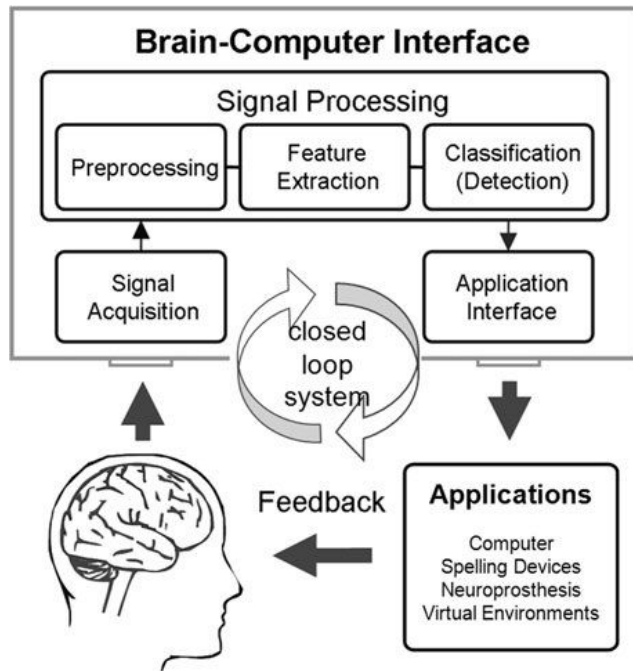 Brain-Computer Interface
Signal Processing
Preprocessing
Feature
Extraction
Classification
(Detection)
Signal
Acquisition
Application
Interface
closed
loop
system
Feedback
Applications
Computer
Spelling Devices
Neuroprosthesis
Virtual Environments